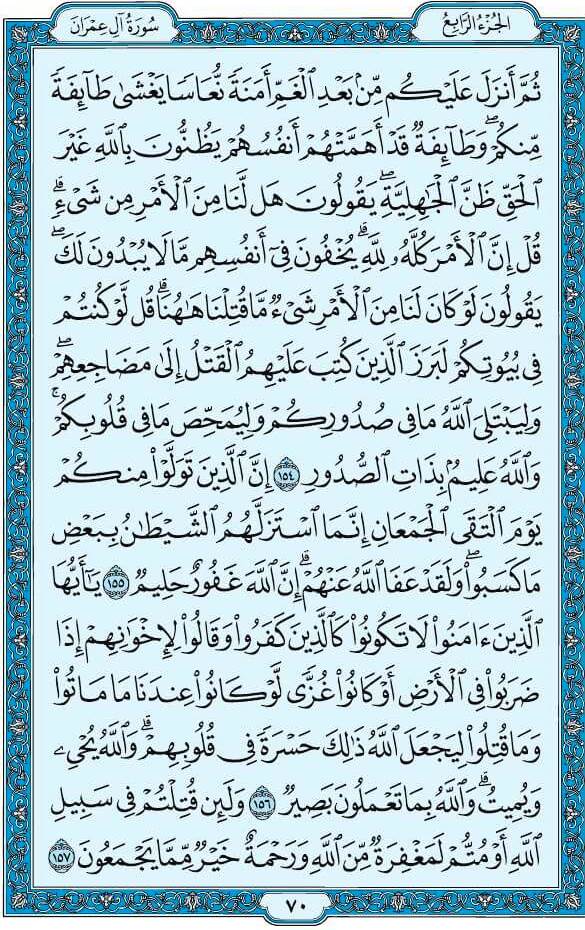 الجُزْءُ الرَّابِعُ
سُورَةُ آلِ عِمْرَانَ
ثُمَّ أَنزَلَ عَلَيْكُم مِّنۢ بَعْدِ ٱلْغَمِّ أَمَنَةً نُّعَاسًا يَغْشَىٰ طَآئِفَةً
مِّنكُمْ ۖ وَطَآئِفَةٌ قَدْ أَهَمَّتْهُمْ أَنفُسُهُمْ يَظُنُّونَ بِٱللَّهِ غَيْرَ
ٱلْحَقِّ ظَنَّ ٱلْجَٰهِلِيَّةِ ۖ يَقُولُونَ هَل لَّنَا مِنَ ٱلْأَمْرِ مِن شَىْءٍ ۗ
قُلْ إِنَّ ٱلْأَمْرَ كُلَّهُۥ لِلَّهِ ۗ يُخْفُونَ فِىٓ أَنفُسِهِم مَّا لَا يُبْدُونَ لَكَ ۖ
يَقُولُونَ لَوْ كَانَ لَنَا مِنَ ٱلْأَمْرِ شَىْءٌ مَّا قُتِلْنَا هَٰهُنَا ۗ قُل لَّوْ كُنتُمْ
فِى بُيُوتِكُمْ لَبَرَزَ ٱلَّذِينَ كُتِبَ عَلَيْهِمُ ٱلْقَتْلُ إِلَىٰ مَضَاجِعِهِمْ ۖ
وَلِيَبْتَلِىَ ٱللَّهُ مَا فِى صُدُورِكُمْ وَلِيُمَحِّصَ مَا فِى قُلُوبِكُمْ ۗ
وَٱللَّهُ عَلِيمٌۢ بِذَاتِ ٱلصُّدُورِ ١٥٤ إِنَّ ٱلَّذِينَ تَوَلَّوْا۟ مِنكُمْ
يَوْمَ ٱلْتَقَى ٱلْجَمْعَانِ إِنَّمَا ٱسْتَزَلَّهُمُ ٱلشَّيْطَٰنُ بِبَعْضِ
مَا كَسَبُوا۟ ۖ وَلَقَدْ عَفَا ٱللَّهُ عَنْهُمْ ۗ إِنَّ ٱللَّهَ غَفُورٌ حَلِيمٌ ١٥٥ يَٰٓأَيُّهَا
ٱلَّذِينَ ءَامَنُوا۟ لَا تَكُونُوا۟ كَٱلَّذِينَ كَفَرُوا۟ وَقَالُوا۟ لِإِخْوَٰنِهِمْ إِذَا
ضَرَبُوا۟ فِى ٱلْأَرْضِ أَوْ كَانُوا۟ غُزًّى لَّوْ كَانُوا۟ عِندَنَا مَا مَاتُوا۟
وَمَا قُتِلُوا۟ لِيَجْعَلَ ٱللَّهُ ذَٰلِكَ حَسْرَةً فِى قُلُوبِهِمْ ۗ وَٱللَّهُ يُحْىِۦ
وَيُمِيتُ ۗ وَٱللَّهُ بِمَا تَعْمَلُونَ بَصِيرٌ ١٥٦ وَلَئِن قُتِلْتُمْ فِى سَبِيلِ
ٱللَّهِ أَوْ مُتُّمْ لَمَغْفِرَةٌ مِّنَ ٱللَّهِ وَرَحْمَةٌ خَيْرٌ مِّمَّا يَجْمَعُونَ ١٥٧
٧٠